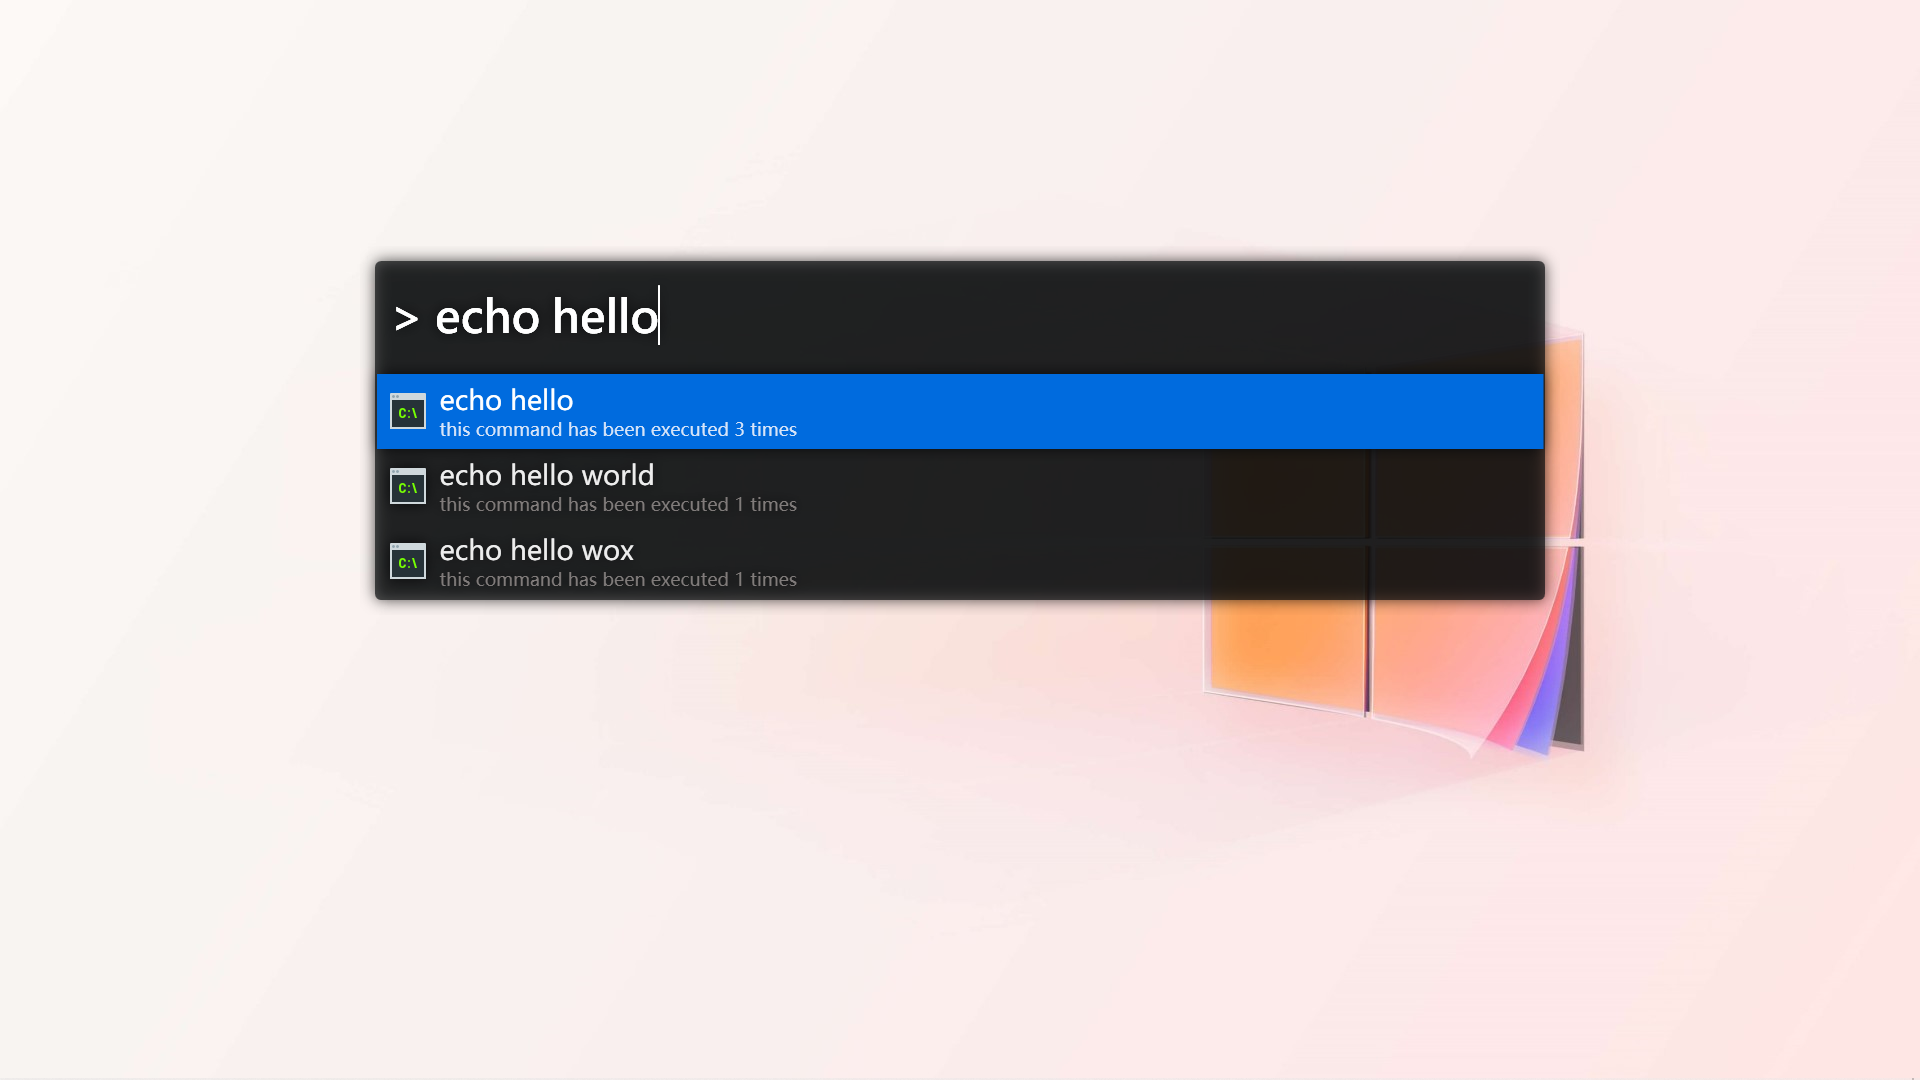 > echo hello
C:\
echo hello
this command has been executed 3 times
C:\
echo hello world
this command has been executed 1 times
C:\
echo hello wox
this command has been executed 1 times